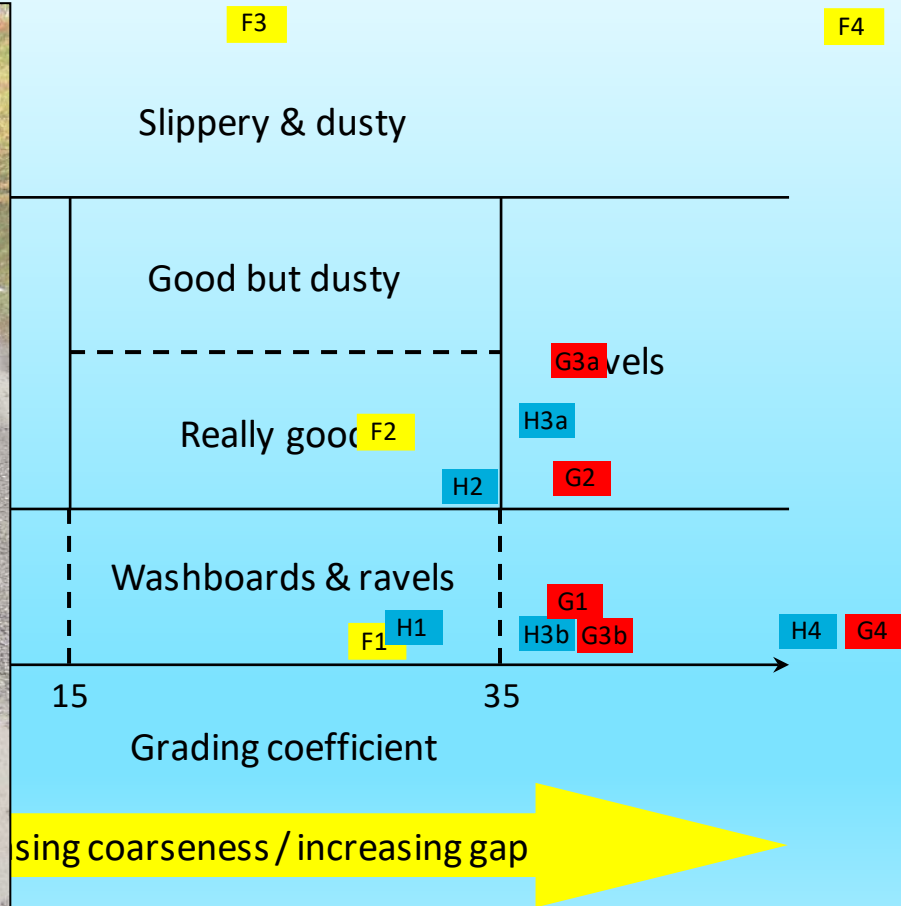 F3
F4
Slippery & dusty
Good but dusty
G3a
vels
H3a
Really good
F2
G2
H2
Washboards & ravels
G1
H1
F1
H3b
G3b
H4
G4
15
35
Grading coefficient
sing coarseness / increasing gap